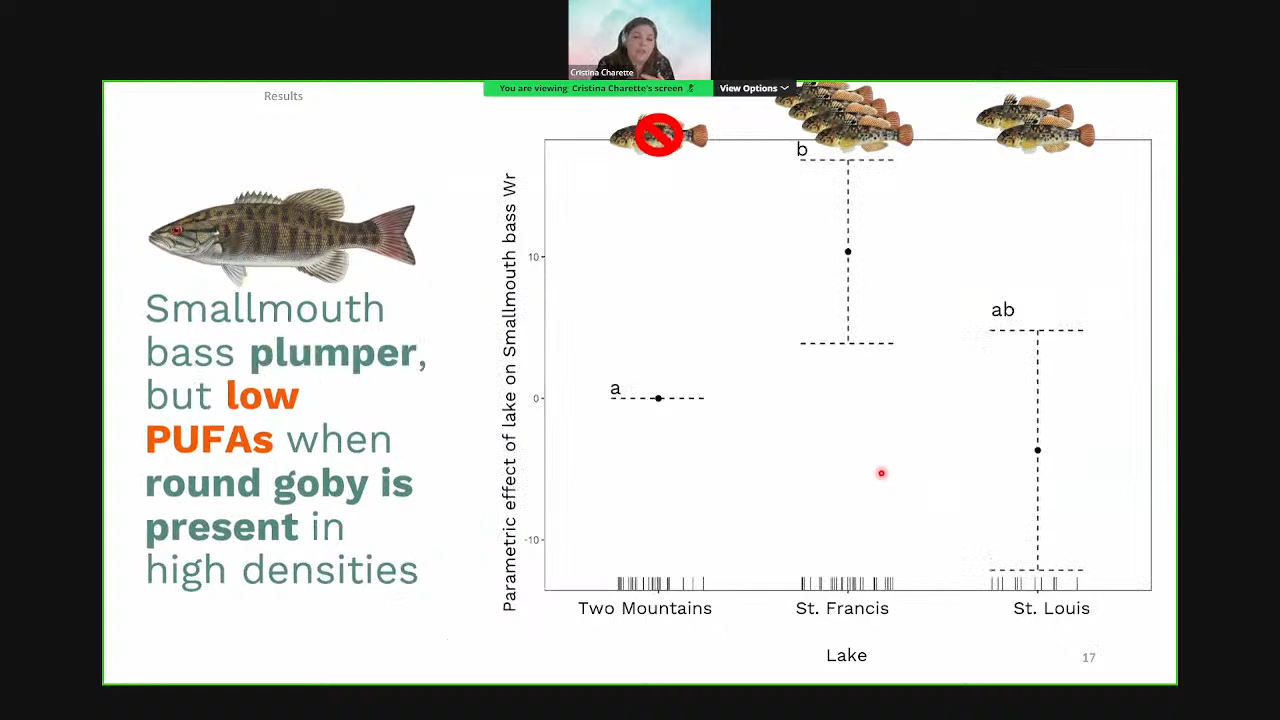 Cristina Charette
You are viewing Cristina Charette's screen
View Options
Results
Smallmouth
bass plumper,
but low
PUFAs when
round goby is
present in
high densities
Parametric effect of lake on Smallmouth bass Wr
10
0
-10
a
b
ab
Two Mountains
St. Francis
St. Louis
Lake
17